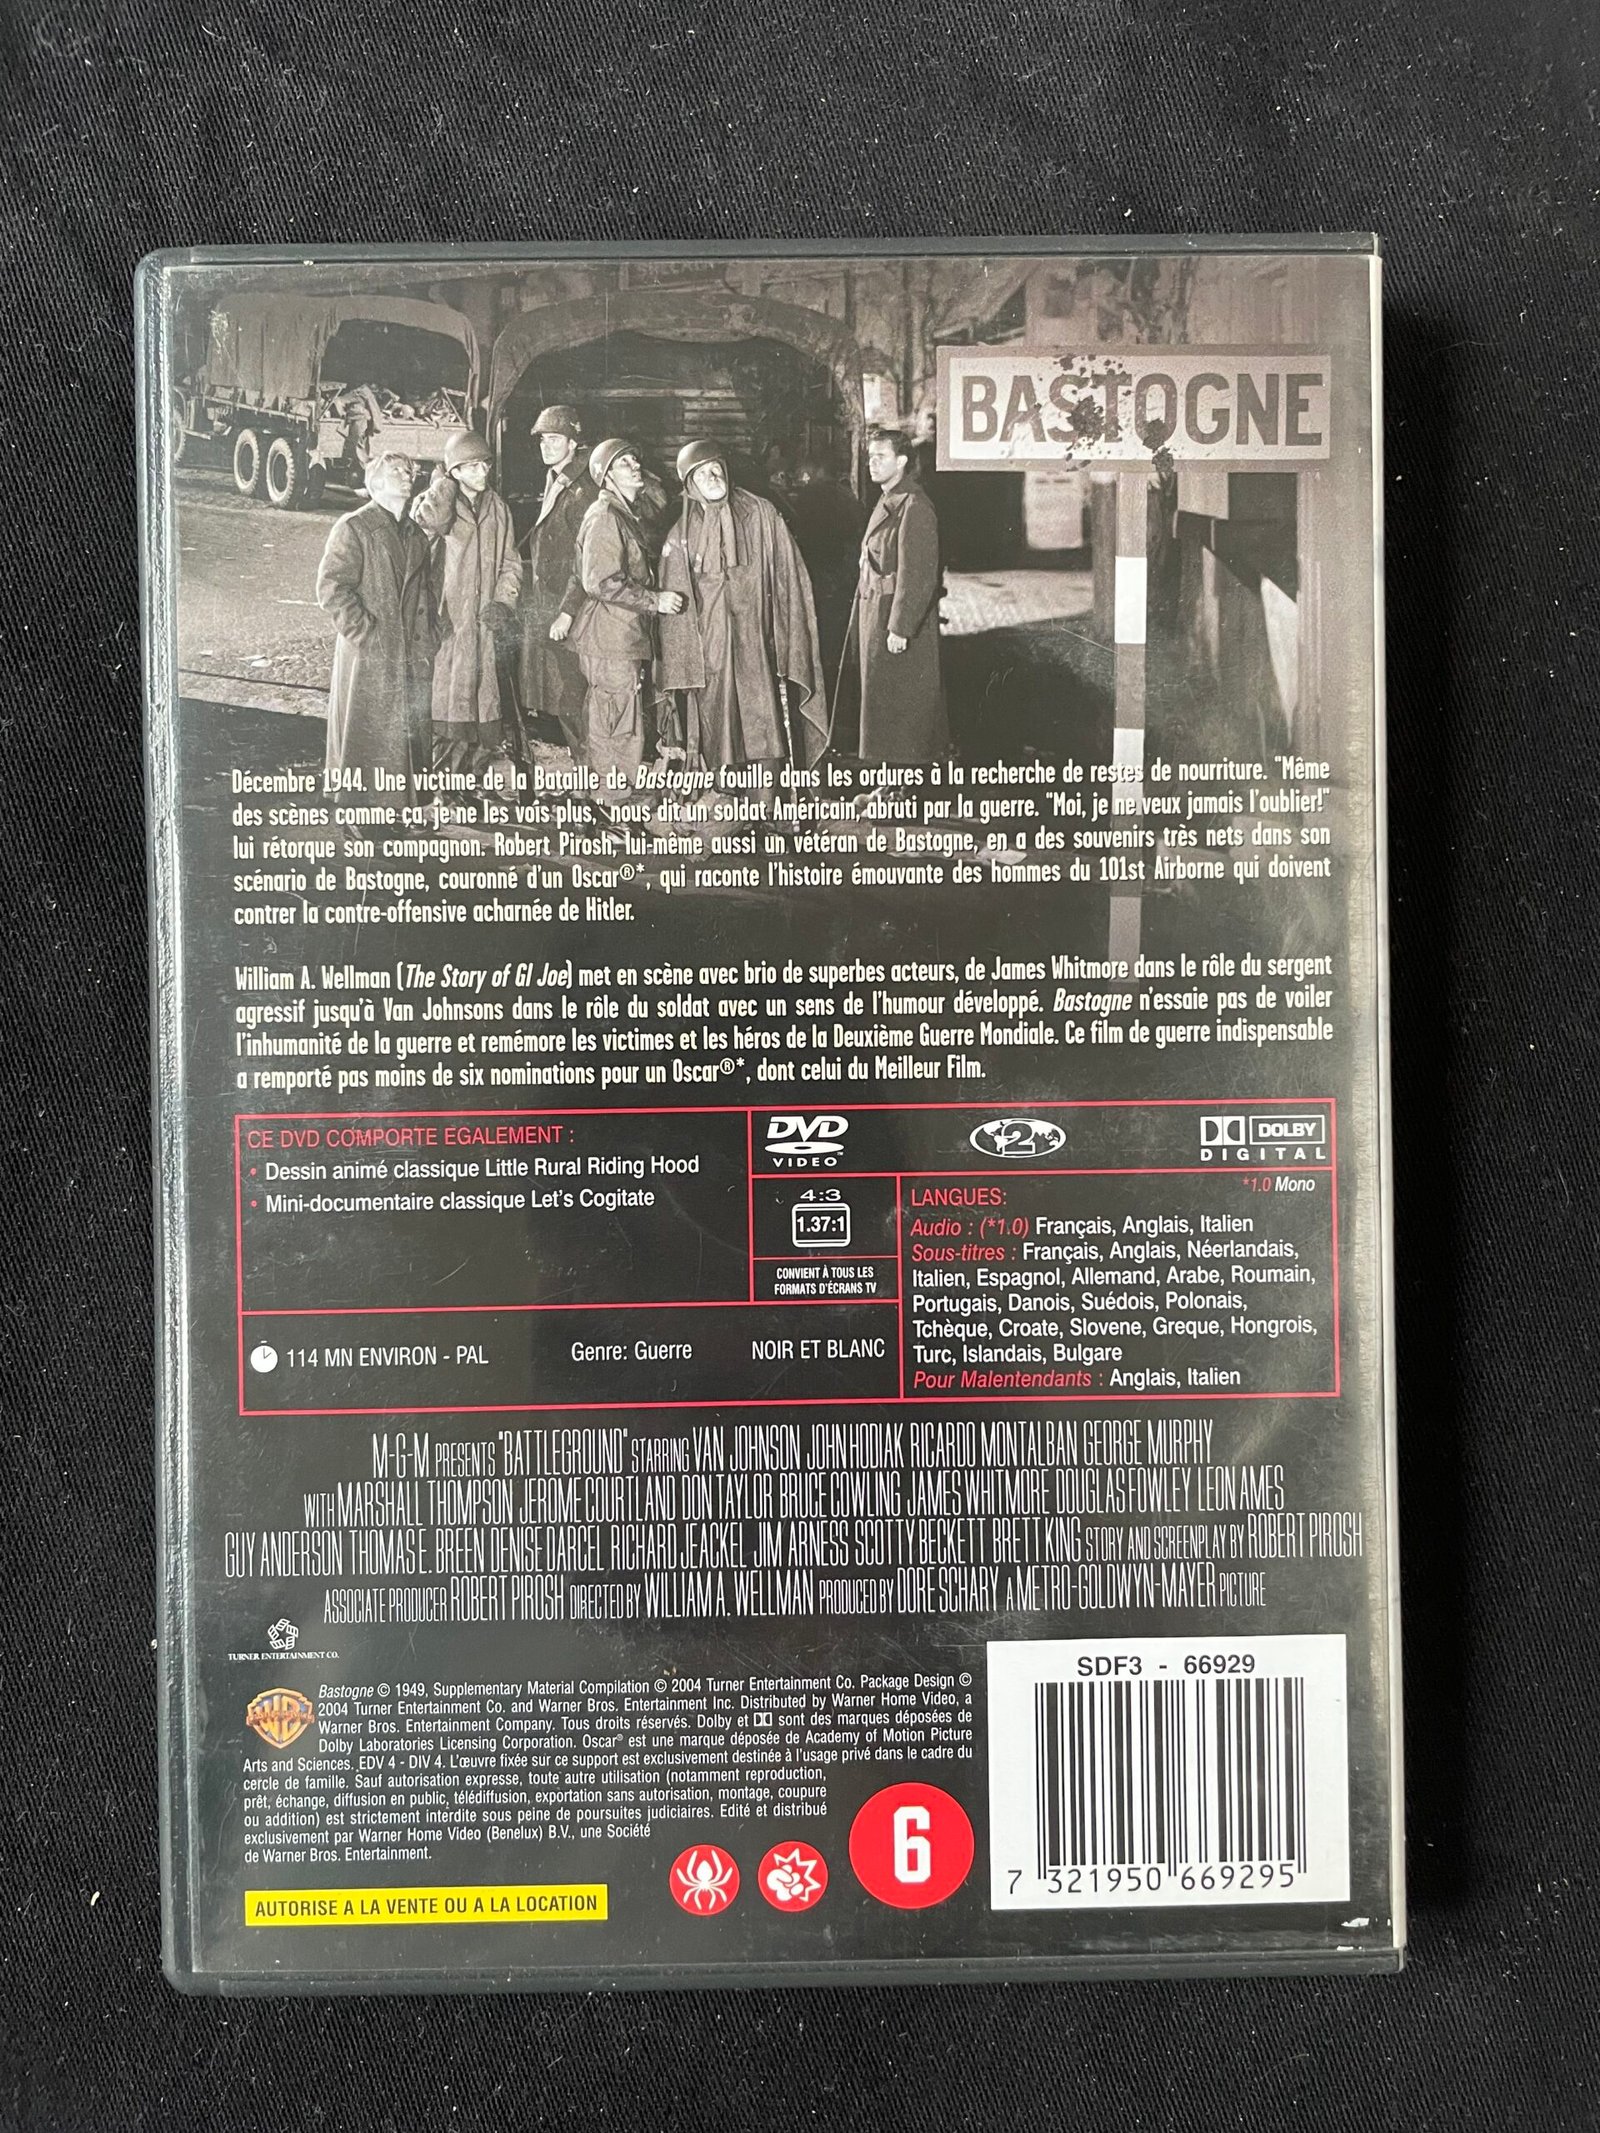 BASTOGNE
Décembre 1944. Une victime de la Bataille de Bastogne fouille dans les ordures à la recherche de restes de nourriture. "Même
des scènes comme ça, je ne les vois plus," nous dit un soldat Américain, abruti par la guerre. "Moi, je ne veux jamais l'oublier!"
lui rétorque son compagnon. Robert Pirosh, lui-même aussi un vétéran de Bastogne, en a des souvenirs très nets dans son
scénario de Bastogne, couronné d'un Oscar®*, qui raconte l'histoire émouvante des hommes du 101st Airborne qui doivent
contrer la contre-offensive acharnée de Hitler.
William A. Wellman (The Story of GI Joe) met en scène avec brio de superbes acteurs, de James Whitmore dans le rôle du sergent
agressif jusqu'à Van Johnsons dans le rôle du soldat avec un sens de l'humour développé. Bastogne n'essaie pas de voiler
l'inhumanité de la guerre et remémore les victimes et les héros de la Deuxième Guerre Mondiale. Ce film de guerre indispensable
a remporté pas moins de six nominations pour un Oscar®*, dont celui du Meilleur Film.
CE DVD COMPORTE EGALEMENT :
• Dessin animé classique Little Rural Riding Hood
• Mini-documentaire classique Let's Cogitate
DVD
VIDEO
2
DOLBY
DIGITAL
*1.0 Mono
4:3
1.37:1
CONVIENT À TOUS LES
FORMATS D'ÉCRANS TV
LANGUES:
Audio : (*1.0) Français, Anglais, Italien
Sous-titres : Français, Anglais, Néerlandais,
Italien, Espagnol, Allemand, Arabe, Roumain,
Portugais, Danois, Suédois, Polonais,
Tchèque, Croate, Slovene, Greque, Hongrois,
Turc, Islandais, Bulgare
Pour Malentendants : Anglais, Italien
114 MN ENVIRON - PAL
Genre: Guerre
NOIR ET BLANC
M-G-M PRESENTS "BATTLEGROUND" STARRING VAN JOHNSON JOHN HODIAK RICARDO MONTALBAN GEORGE MURPHY
WITH MARSHALL THOMPSON JEROME COURTLAND DON TAYLOR BRUCE COWLING JAMES WHITMORE DOUGLAS FOWLEY LEON AMES
GUY ANDERSON THOMAS E. BREEN DENISE DARCEL RICHARD JEACKEL JIM ARNESS SCOTTY BECKETT BRETT KING STORY AND SCREENPLAY BY ROBERT PIROSH
ASSOCIATE PRODUCER ROBERT PIROSH DIRECTED BY WILLIAM A. WELLMAN PRODUCED BY DORE SCHARY A METRO-GOLDWYN-MAYER PICTURE
TURNER ENTERTAINMENT CO.
WB
Bastogne © 1949, Supplementary Material Compilation © 2004 Turner Entertainment Co. Package Design ©
2004 Turner Entertainment Co. and Warner Bros. Entertainment Inc. Distributed by Warner Home Video, a
Warner Bros. Entertainment Company. Tous droits réservés. Dolby et DD sont des marques déposées de
Dolby Laboratories Licensing Corporation. Oscar® est une marque déposée de Academy of Motion Picture
Arts and Sciences. EDV 4 - DIV 4. L'œuvre fixée sur ce support est exclusivement destinée à l'usage privé dans le cadre du
cercle de famille. Sauf autorisation expresse, toute autre utilisation (notamment reproduction,
prêt, échange, diffusion en public, télédiffusion, exportation sans autorisation, montage, coupure
ou addition) est strictement interdite sous peine de poursuites judiciaires. Edité et distribué
exclusivement par Warner Home Video (Benelux) B.V., une Société
de Warner Bros. Entertainment.
AUTORISE A LA VENTE OU A LA LOCATION
6
SDF3 - 66929
7 321950 669295